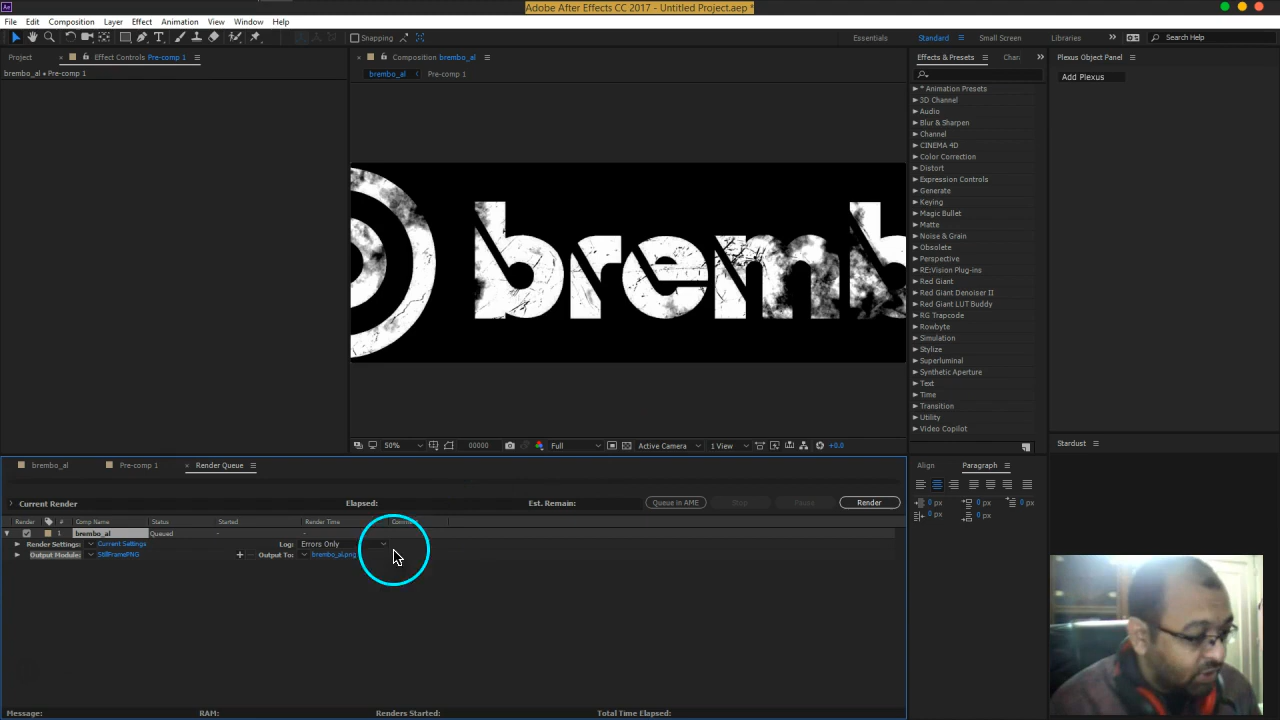 Adobe After Effects CC 2017 - Untitled Project.aep *
File Edit Composition Layer Effect Animation View Window Help
Snapping
Essentials Standard Small Screen Libraries Search Help
Project Effect Controls Pre-comp 1
brembo_al • Pre-comp 1
Composition brembo_al
brembo_al Pre-comp 1
bremb
50% 00000 Full Active Camera 1 View +0.0
Effects & Presets
* Animation Presets
3D Channel
Audio
Blur & Sharpen
Channel
CINEMA 4D
Color Correction
Distort
Expression Controls
Generate
Keying
Magic Bullet
Matte
Noise & Grain
Obsolete
Perspective
RE:Vision Plug-ins
Red Giant
Red Giant Denoiser II
Red Giant LUT Buddy
RG Trapcode
Rowbyte
Simulation
Stylize
Superluminal
Synthetic Aperture
Text
Time
Transition
Utility
Video Copilot
Plexus Object Panel
Add Plexus
Stardust
Align Paragraph
0 px 0 px 0 px
0 px 0 px
brembo_al Pre-comp 1 Render Queue
Current Render Elapsed: Est. Remain: Queue in AME Stop Pause Render
Render # Comp Name Status Started Render Time Comment
1 brembo_al Queued - -
Render Settings: Current Settings Log: Errors Only
Output Module: StillFramePNG Output To: brembo_al.png
Message: RAM: Renders Started: Total Time Elapsed: